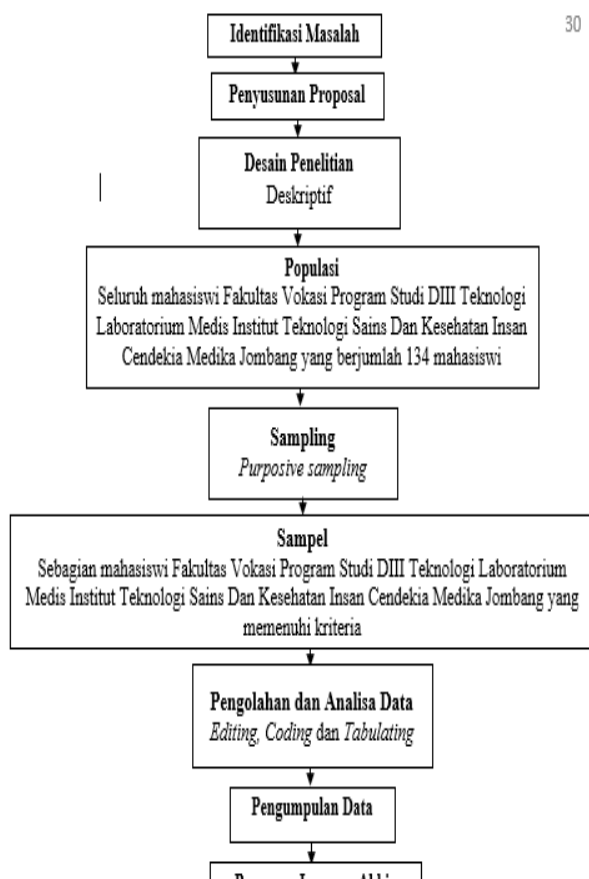 30
Identifikasi Masalah
Penyusunan Proposal
Desain Penelitian
Deskriptif
Populasi
Seluruh mahasiswi Fakultas Vokasi Program Studi DIII Teknologi
Laboratorium Medis Institut Teknologi Sains Dan Kesehatan Insan
Cendekia Medika Jombang yang berjumlah 134 mahasiswi
Sampling
Purposive sampling
Sampel
Sebagian mahasiswi Fakultas Vokasi Program Studi DIII Teknologi Laboratorium
Medis Institut Teknologi Sains Dan Kesehatan Insan Cendekia Medika Jombang yang
memenuhi kriteria
Pengolahan dan Analisa Data
Editing, Coding dan Tabulating
Pengumpulan Data